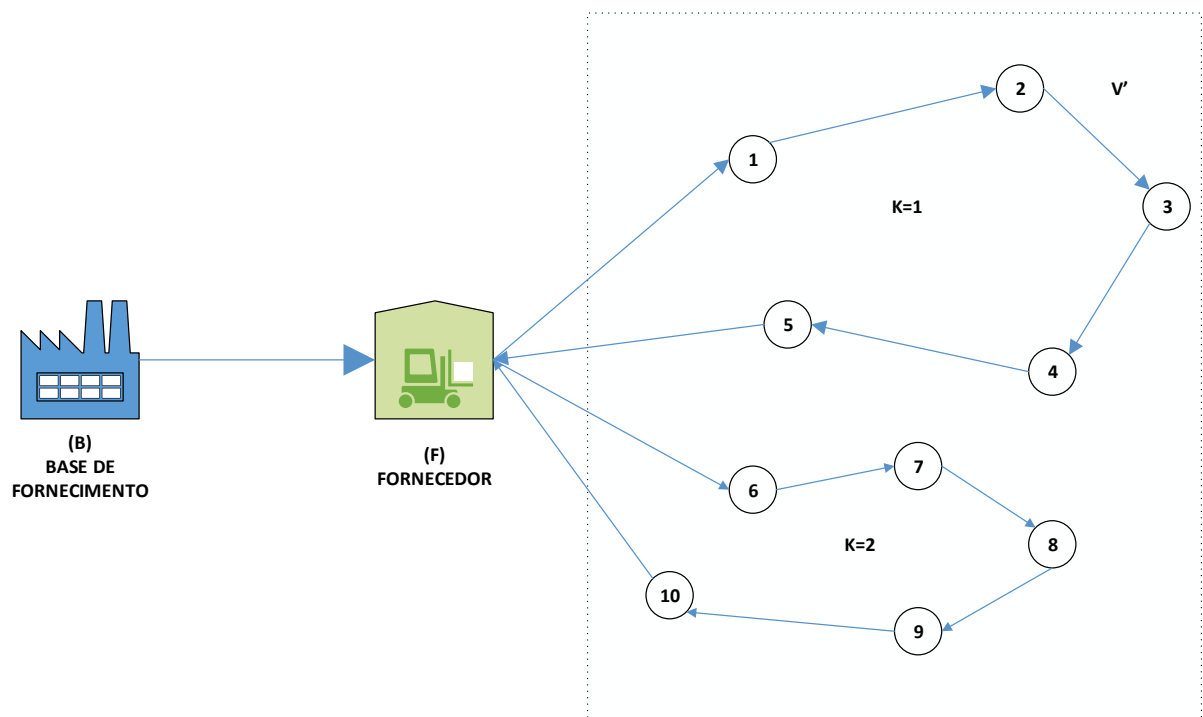 2
V’
1
K=1
3
5
4
(B)
BASE DE
FORNECIMENTO
(F)
FORNECEDOR
7
6
K=2
8
10
9